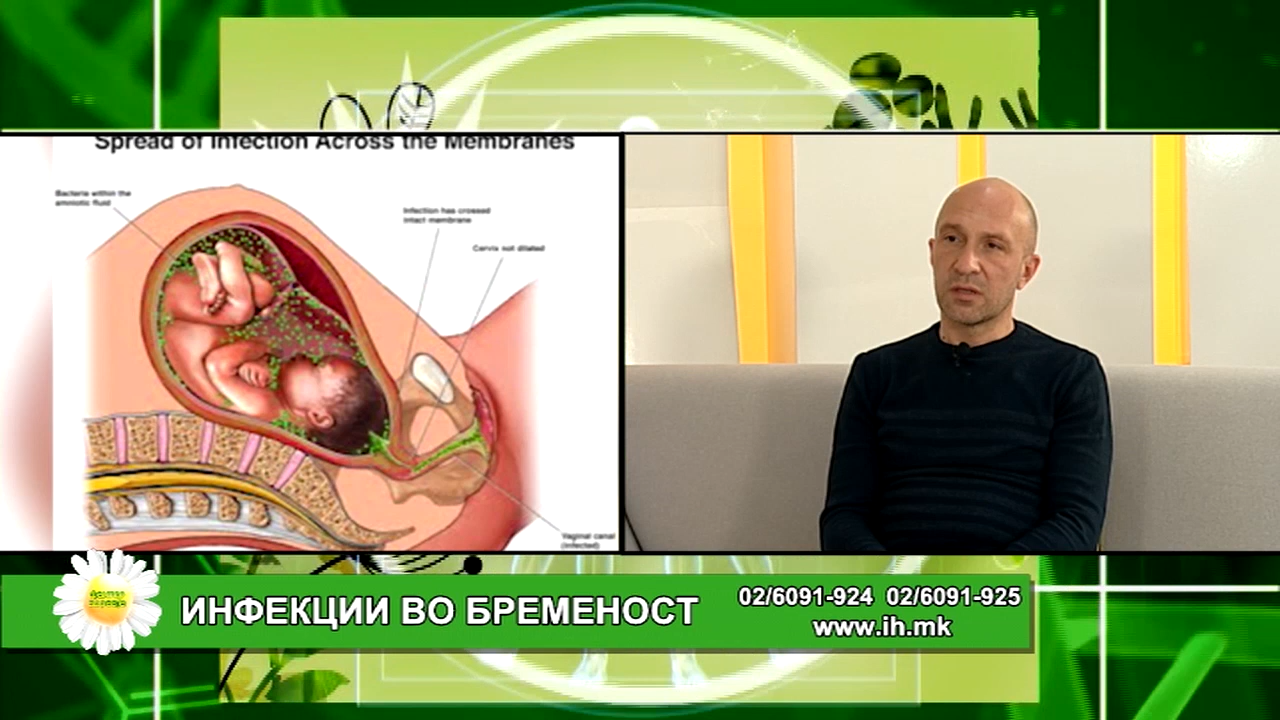 Spread of Infection Across the Membranes
Bacteria within the
amniotic fluid
Infection has crossed
intact membrane
Cervix not dilated
Vaginal canal
(infected)
ИНФЕКЦИИ ВО БРЕМЕНОСТ
02/6091-924 02/6091-925
www.ih.mk